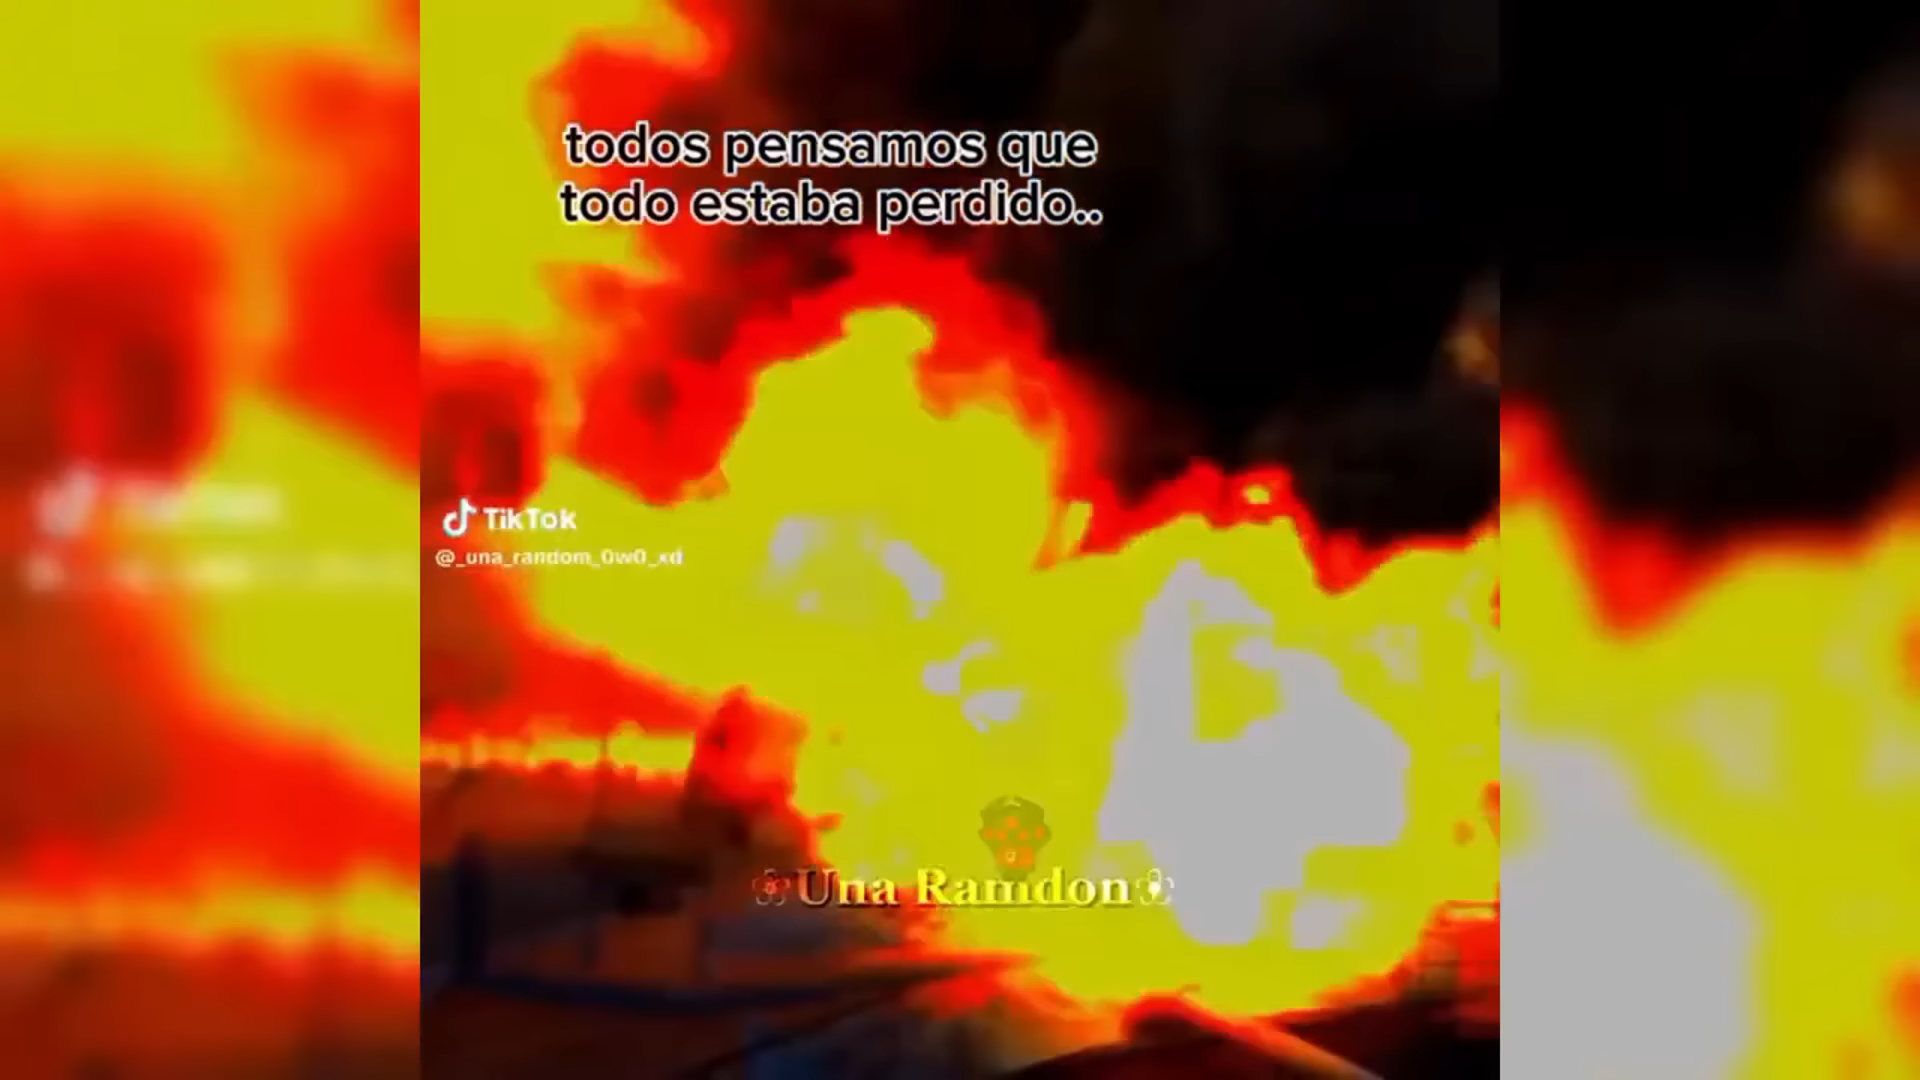 todos pensamos que
todo estaba perdido..
TikTok
@_una_random_0w0_xd
Una Ramdon